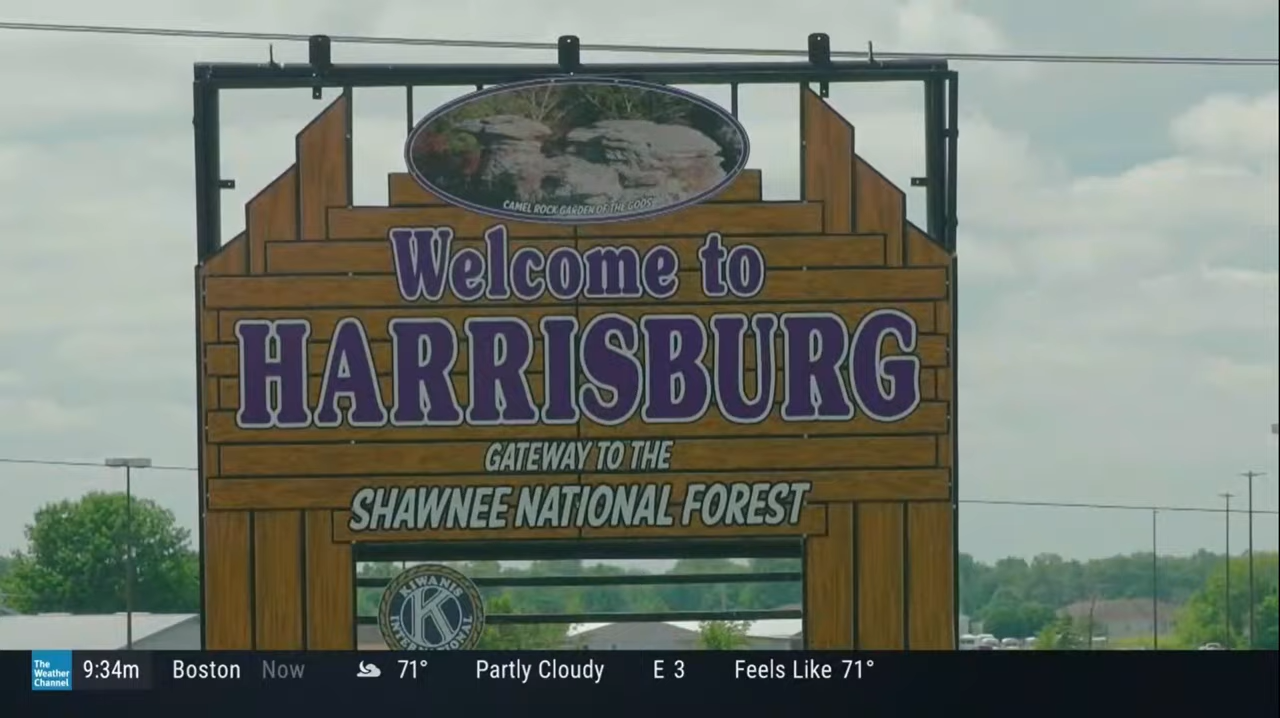 CAMEL ROCK GARDEN OF THE GODS
Welcome to
HARRISBURG
GATEWAY TO THE
SHAWNEE NATIONAL FOREST
KIWANIS
K
INTERNATIONAL
The
Weather
Channel
9:34m Boston Now 71° Partly Cloudy E 3 Feels Like 71°